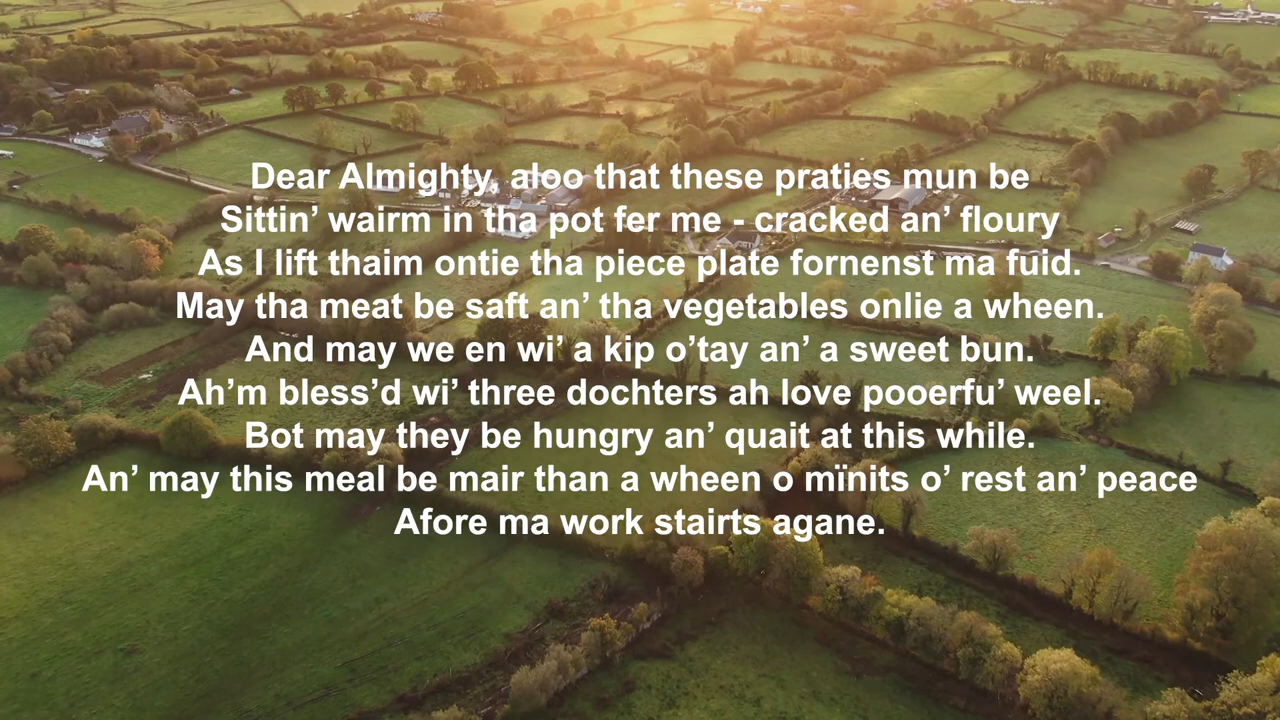 Dear Almighty, aloo that these praties mun be
Sittin’ wairm in tha pot fer me - cracked an’ floury
As I lift thaim ontie tha piece plate fornenst ma fuid.
May tha meat be saft an’ tha vegetables onlie a wheen.
And may we en wi’ a kip o’tay an’ a sweet bun.
Ah’m bless’d wi’ three dochters ah love pooerfu’ weel.
Bot may they be hungry an’ quait at this while.
An’ may this meal be mair than a wheen o mïnits o’ rest an’ peace
Afore ma work stairts agane.